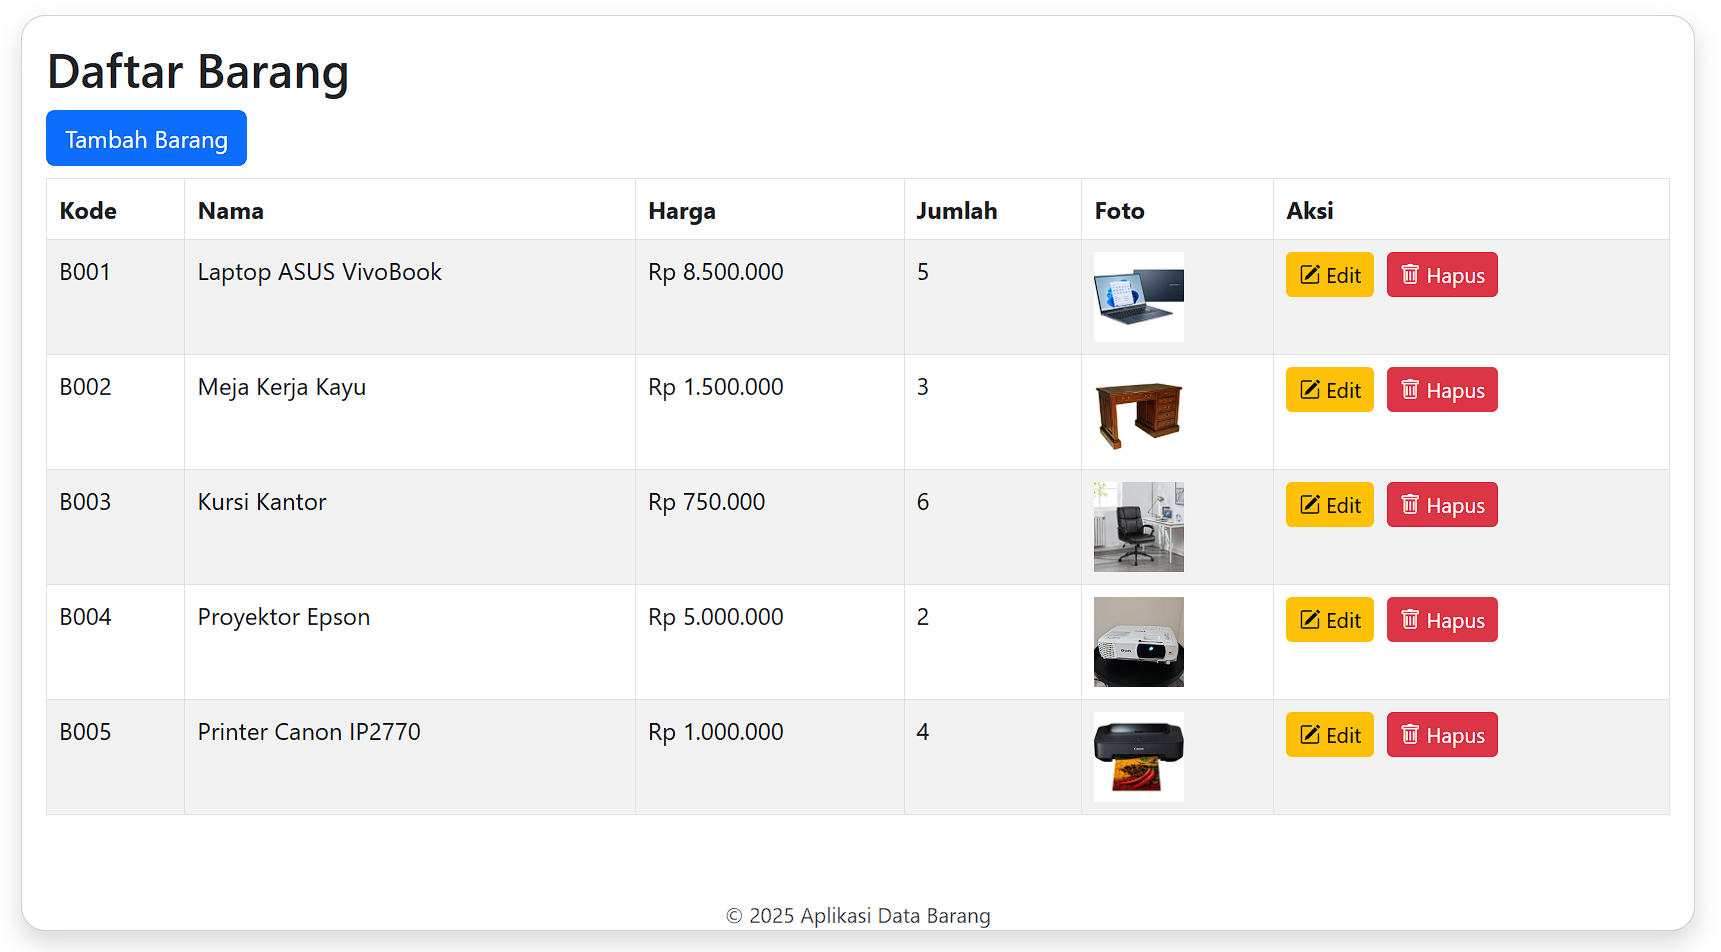 Daftar Barang
Tambah Barang
Kode Nama Harga Jumlah Foto Aksi
B001 Laptop ASUS VivoBook Rp 8.500.000 5 Edit Hapus
B002 Meja Kerja Kayu Rp 1.500.000 3 Edit Hapus
B003 Kursi Kantor Rp 750.000 6 Edit Hapus
B004 Proyektor Epson Rp 5.000.000 2 Edit Hapus
B005 Printer Canon IP2770 Rp 1.000.000 4 Edit Hapus
© 2025 Aplikasi Data Barang